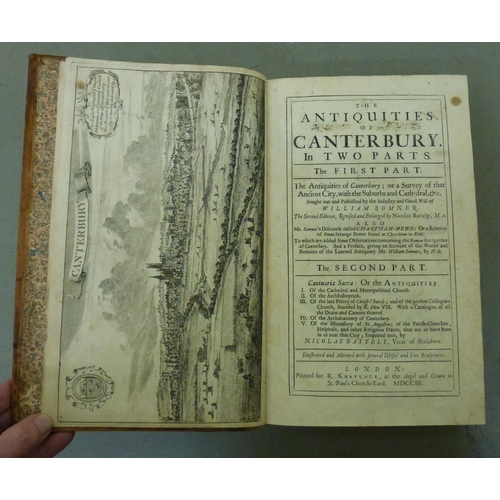 CANTERBURY
THE
ANTIQUITIES
OF
CANTERBURY.
In TWO PARTS.
The FIRST PART.
The Antiquities of Canterbury; or a Survey of that
Ancient City, with the Suburbs and Cathedral, &c.
Sought out and Published by the Industry and Good Will of
WILLIAM SOMNER,
The Second Edition, Revised and Enlarged by Nicolas Battely, M. A.
ALSO
Mr. Somner's Discourse called CHARTHAM-NEWS: Or a Relation
of some strange Bones found at Chartham in Kent.
To which are added some Observations concerning the Roman Antiquities
of Canterbury. And a Preface, giving an Account of the Works and
Remains of the Learned Antiquary Mr. William Somner, by N. B.
The SECOND PART.
Cantuaria Sacra: Or the ANTIQUITIES
I. Of the Cathedral and Metropolitical Church.
II. Of the Archbishoprick.
III. Of the late Priory of Christ-Church; and of the present Collegiate
Church, founded by K. Hen. VIII. With a Catalogue of all
the Deans and Canons thereof.
IV. Of the Archdeaconry of Canterbury.
V. Of the Monastery of St. Augustin; of the Parish-Churches,
Hospitals, and other Religious Places, that are or have been
in or near that City; Enquired into, by
NICOLAS BATTELY, Vicar of Beaksborn.
Illustrated and Adorned with several Useful and Fair Sculptures.
LONDON:
Printed for R. KNAPLOCK, at the Angel and Crown in
St. Paul's Church-Yard. MDCCIII.